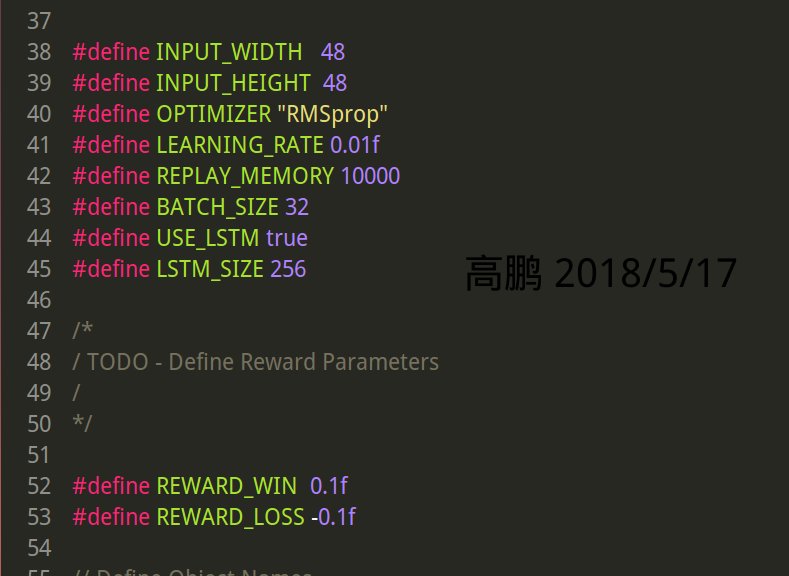 37
38 #define INPUT_WIDTH 48
39 #define INPUT_HEIGHT 48
40 #define OPTIMIZER "RMSprop"
41 #define LEARNING_RATE 0.01f
42 #define REPLAY_MEMORY 10000
43 #define BATCH_SIZE 32
44 #define USE_LSTM true
45 #define LSTM_SIZE 256
高鹏 2018/5/17
46
47 /*
48 / TODO - Define Reward Parameters
49 /
50 */
51
52 #define REWARD_WIN 0.1f
53 #define REWARD_LOSS -0.1f
54
55 // Define Object Names